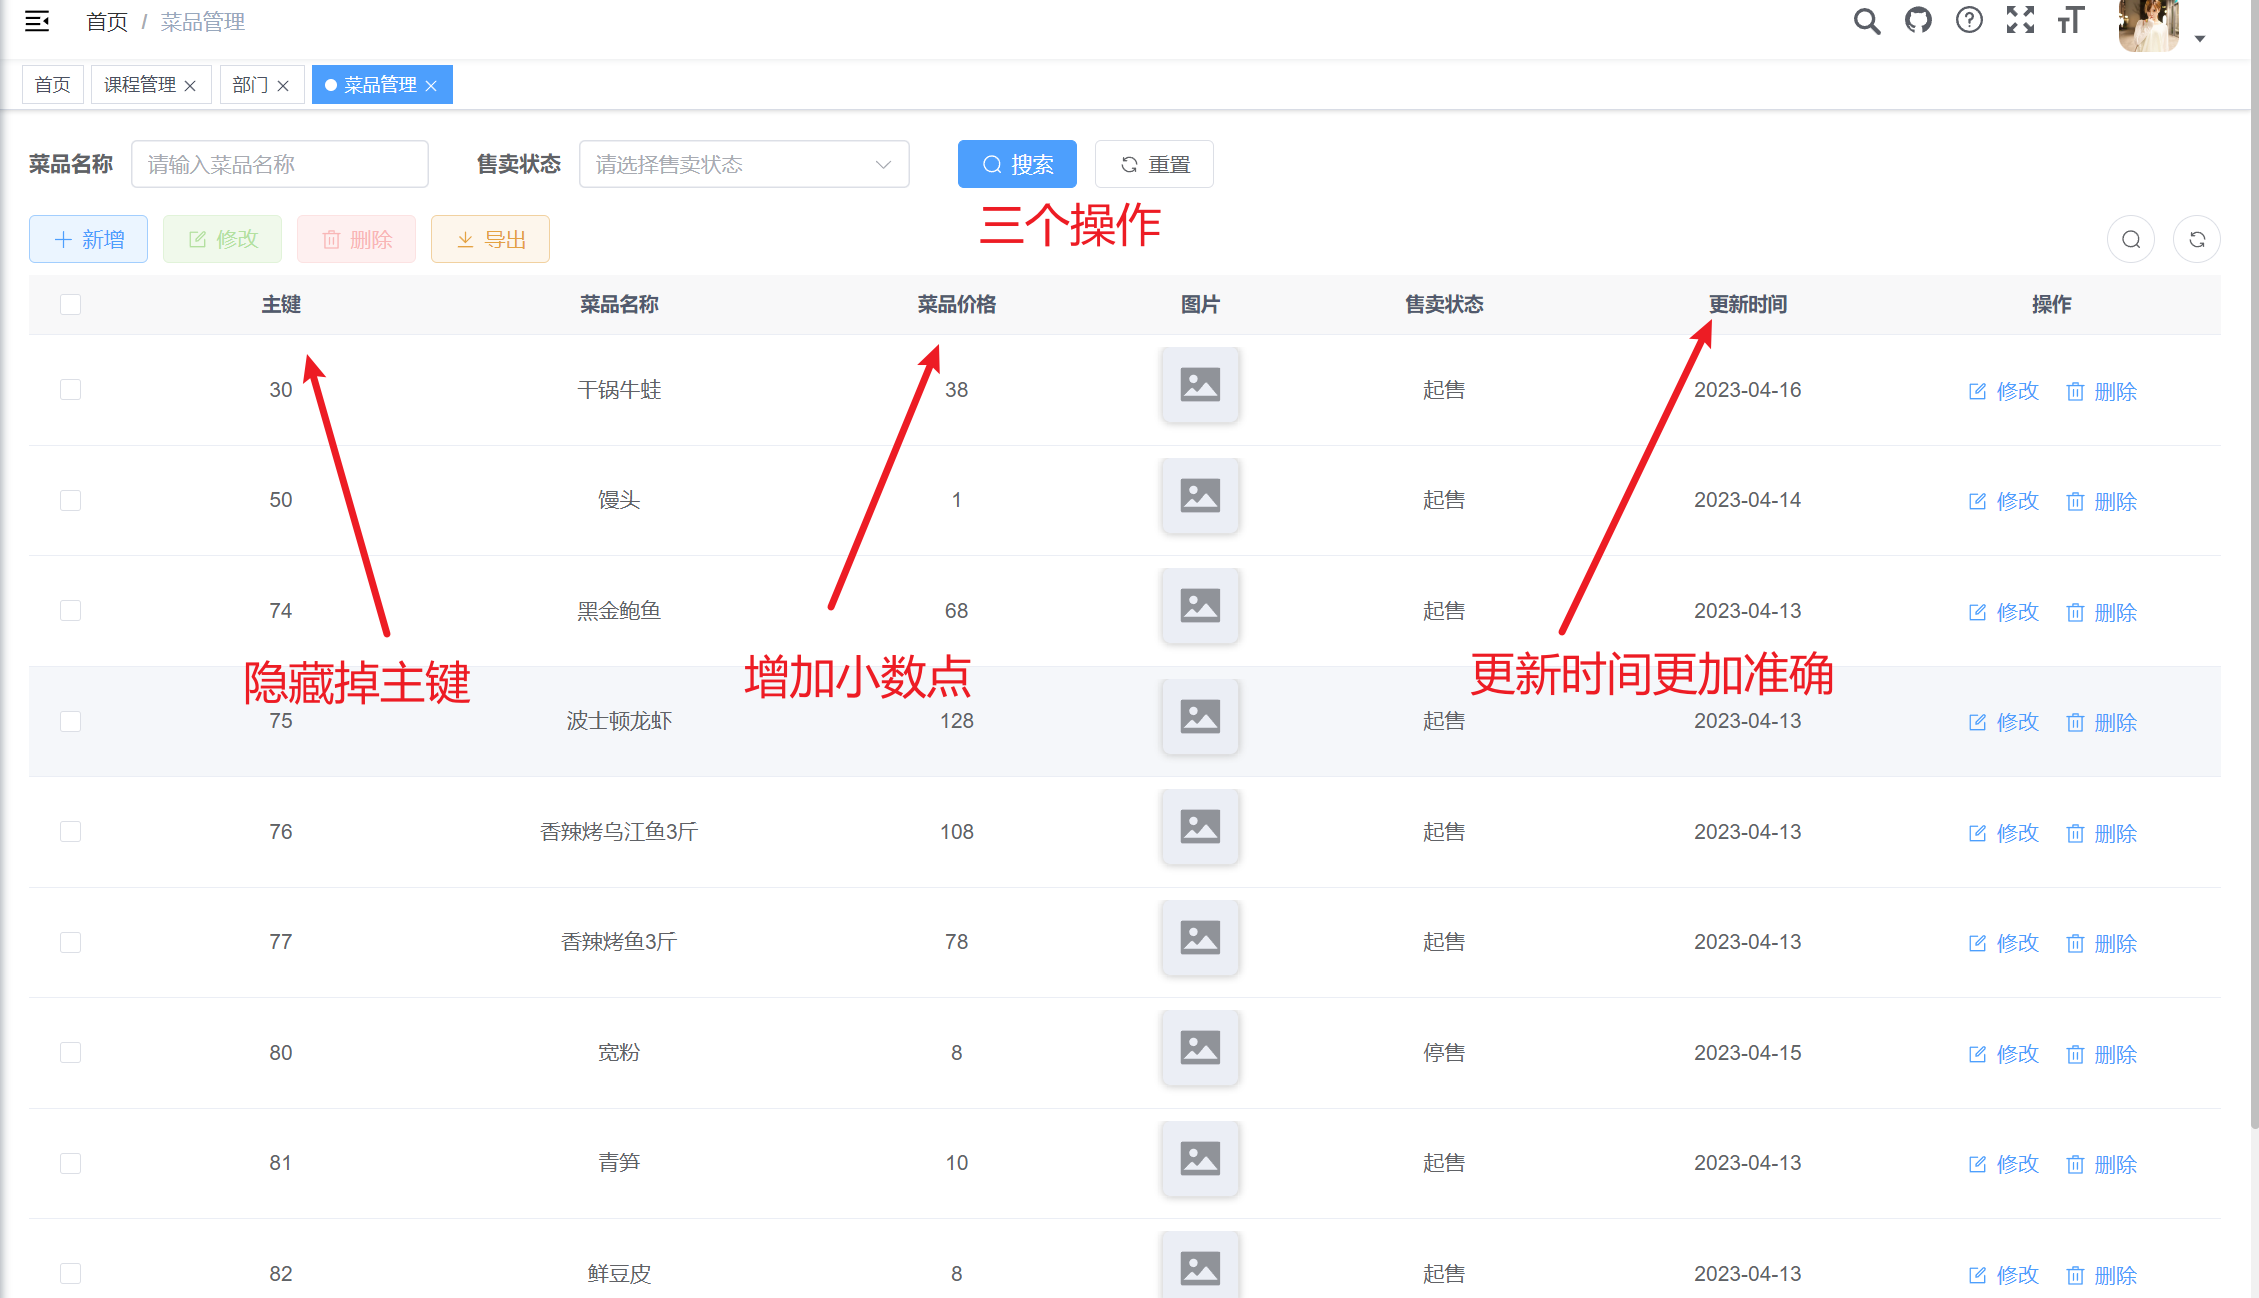 首页 / 菜品管理
首页 课程管理 部门 菜品管理
菜品名称 请输入菜品名称 售卖状态 请选择售卖状态 搜索 重置
三个操作
新增 修改 删除 导出
主键 菜品名称 菜品价格 图片 售卖状态 更新时间 操作
30 干锅牛蛙 38 起售 2023-04-16 修改 删除
50 馒头 1 起售 2023-04-14 修改 删除
74 黑金鲍鱼 68 起售 2023-04-13 修改 删除
隐藏掉主键 增加小数点 更新时间更加准确
75 波士顿龙虾 128 起售 2023-04-13 修改 删除
76 香辣烤乌江鱼3斤 108 起售 2023-04-13 修改 删除
77 香辣烤鱼3斤 78 起售 2023-04-13 修改 删除
80 宽粉 8 停售 2023-04-15 修改 删除
81 青笋 10 起售 2023-04-13 修改 删除
82 鲜豆皮 8 起售 2023-04-13 修改 删除